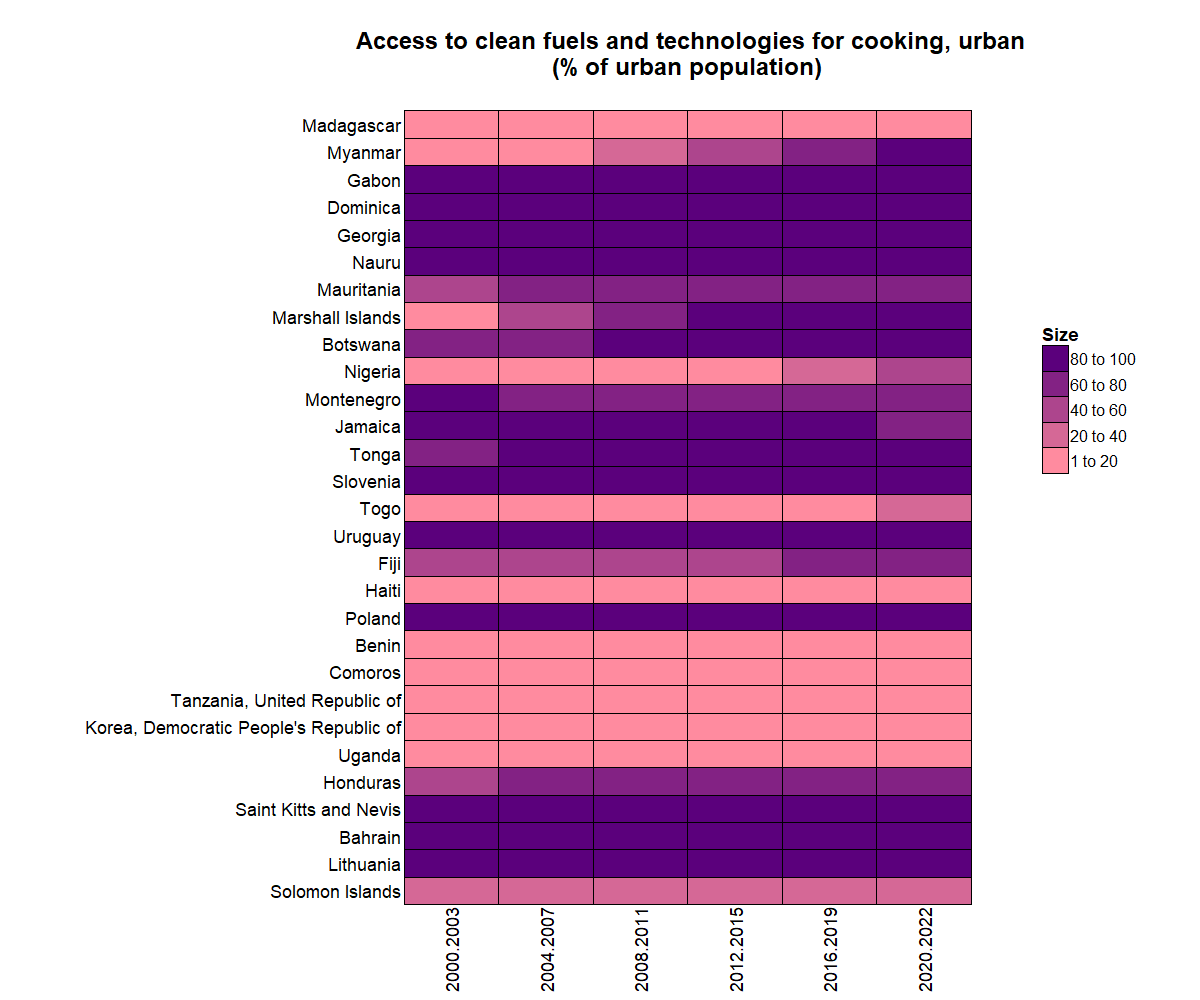 Access to clean fuels and technologies for cooking, urban
(% of urban population)
Madagascar
Myanmar
Gabon
Dominica
Georgia
Nauru
Mauritania
Marshall Islands
Botswana
Nigeria
Montenegro
Jamaica
Tonga
Slovenia
Togo
Uruguay
Fiji
Haiti
Poland
Benin
Comoros
Tanzania, United Republic of
Korea, Democratic People's Republic of
Uganda
Honduras
Saint Kitts and Nevis
Bahrain
Lithuania
Solomon Islands
2000.2003
2004.2007
2008.2011
2012.2015
2016.2019
2020.2022
Size
80 to 100
60 to 80
40 to 60
20 to 40
1 to 20